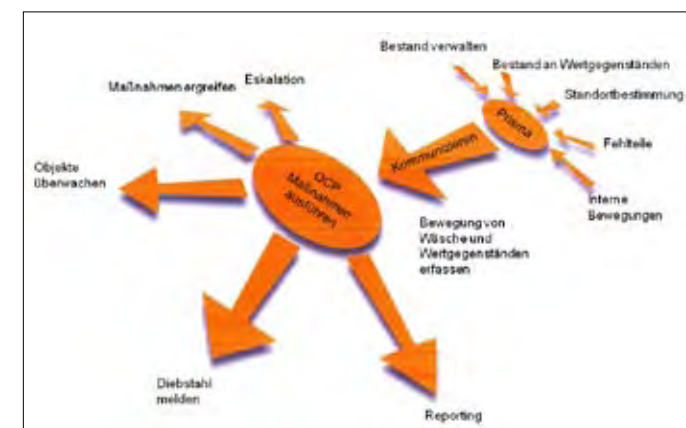 Bestand verwalten
Bestand an Wertgegenständen
Standortbestimmung
Prisma
Fehlteile
Interne
Bewegungen
Kommunizieren
Bewegung von
Wäsche und
Wertgegenständen
erfassen
Eskalation
Maßnahmen ergreifen
OCP
Maßnahmen
ausführen
Objekte
überwachen
Diebstahl
melden
Reporting